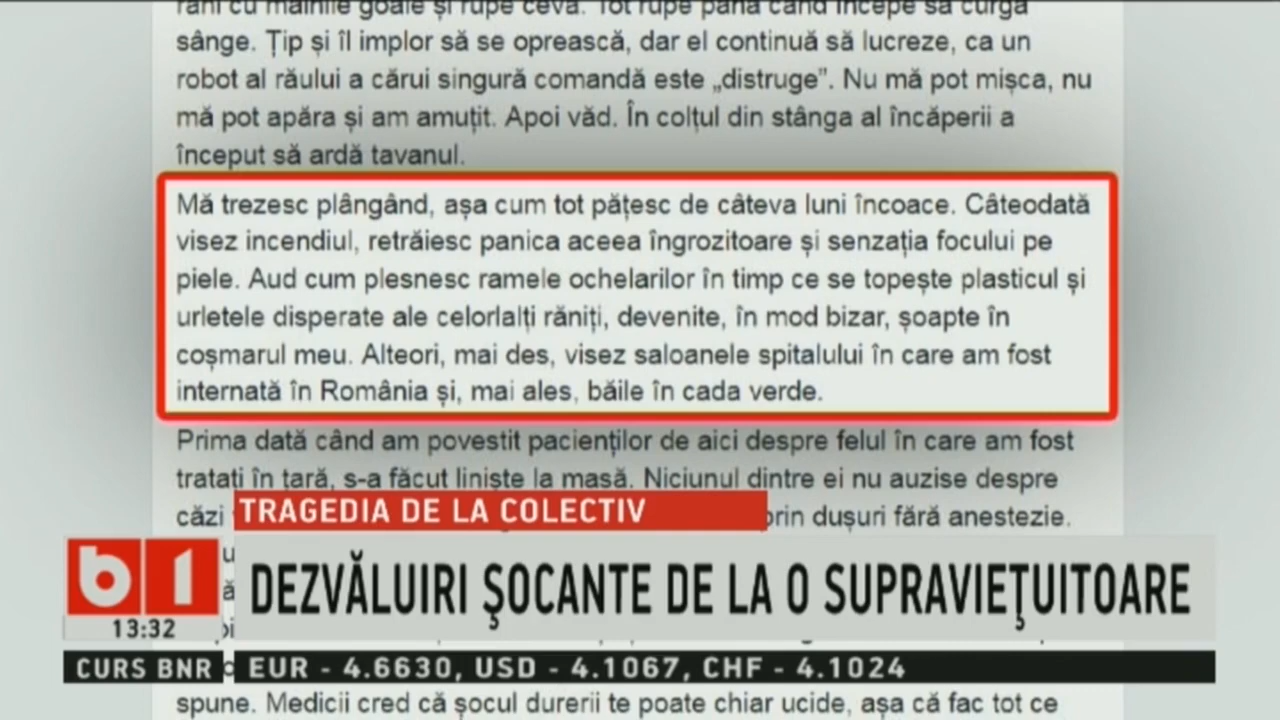 răni cu mâinile goale și rupe ceva. Tot rupe până când începe să curgă
sânge. Țip și îl implor să se oprească, dar el continuă să lucreze, ca un
robot al răului a cărui singură comandă este „distruge”. Nu mă pot mișca, nu
mă pot apăra și am amuțit. Apoi văd. În colțul din stânga al încăperii a
început să ardă tavanul.
Mă trezesc plângând, așa cum tot pățesc de câteva luni încoace. Câteodată
visez incendiul, retrăiesc panica aceea îngrozitoare și senzația focului pe
piele. Aud cum plesnesc ramele ochelarilor în timp ce se topește plasticul și
urletele disperate ale celorlalți răniți, devenite, în mod bizar, șoapte în
coșmarul meu. Alteori, mai des, visez saloanele spitalului în care am fost
internată în România și, mai ales, băile în cada verde.
Prima dată când am povestit pacienților de aici despre felul în care am fost
tratați în țară, s-a făcut liniște la masă. Niciunul dintre ei nu auzise despre
căzi
prin dușuri fără anestezie.
TRAGEDIA DE LA COLECTIV
b1
DEZVĂLUIRI ŞOCANTE DE LA O SUPRAVIEŢUITOARE
13:32
CURS BNR
EUR - 4.6630, USD - 4.1067, CHF - 4.1024
spune. Medicii cred că șocul durerii te poate chiar ucide, așa că fac tot ce